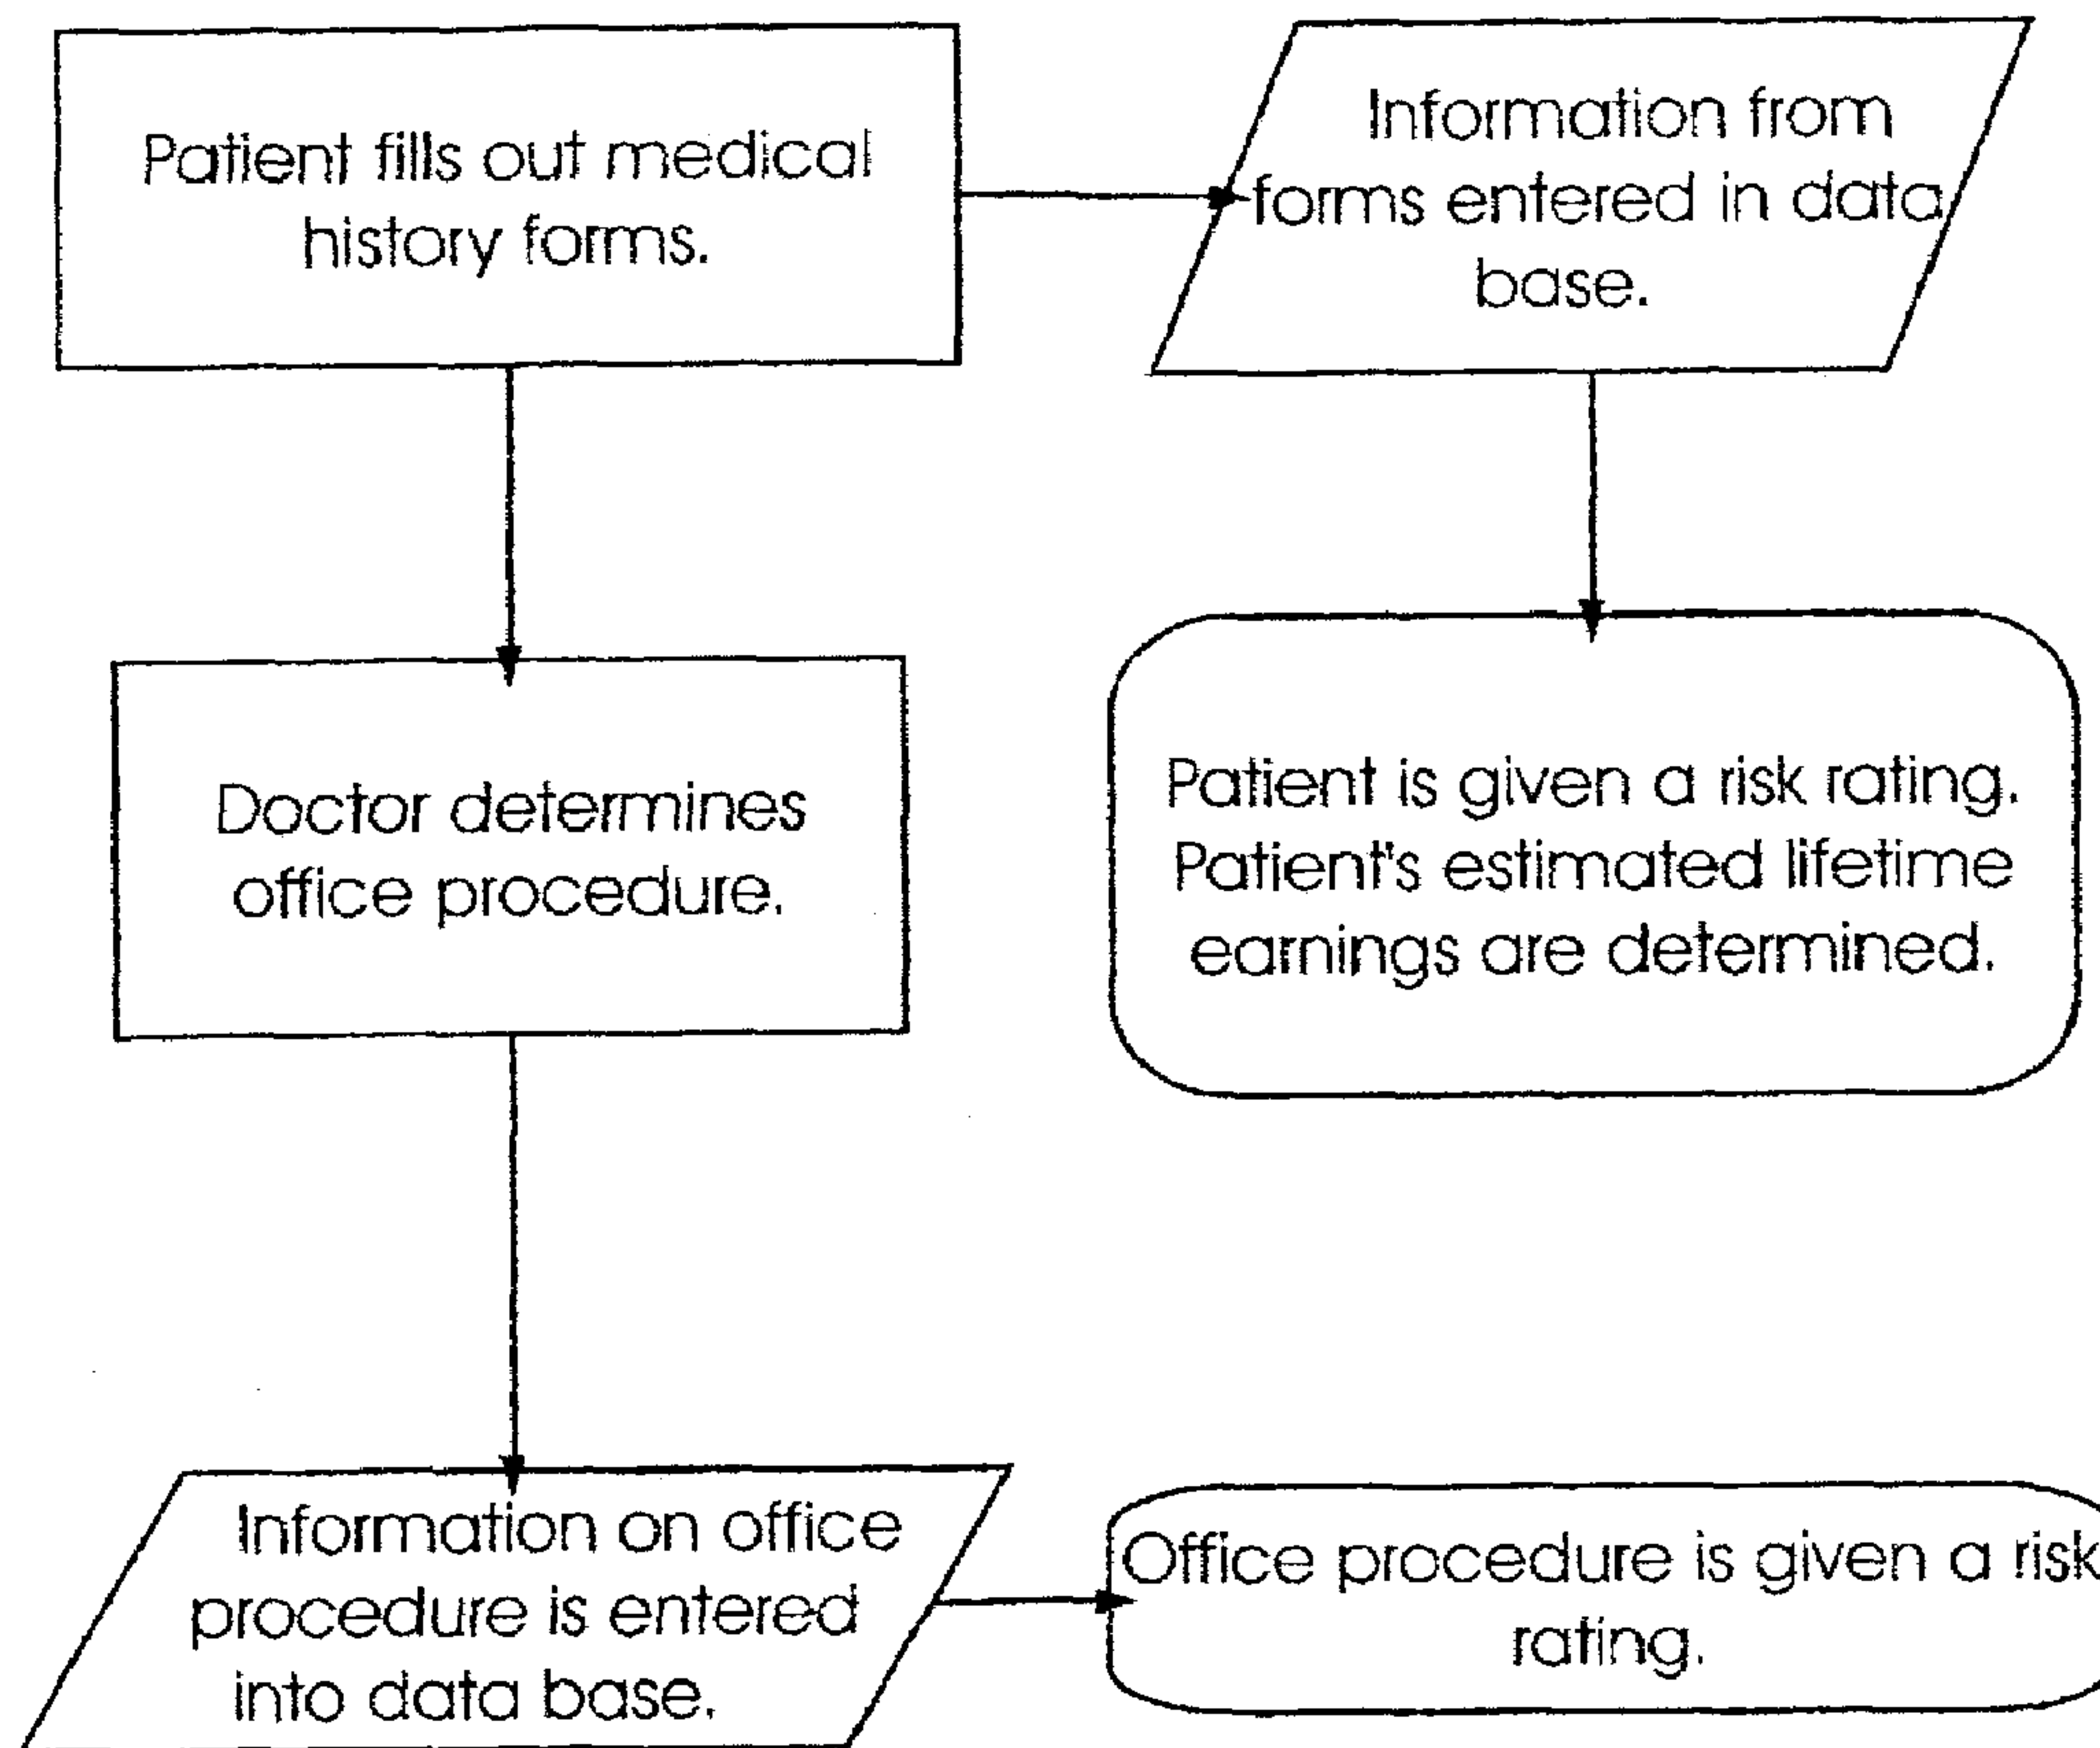 Patient fills out medical
history forms.
Information from
forms entered in data
base.
Doctor determines
office procedure.
Patient is given a risk rating.
Patient's estimated lifetime
earnings are determined.
Information on office
procedure is entered
into data base.
Office procedure is given a risk
rating.